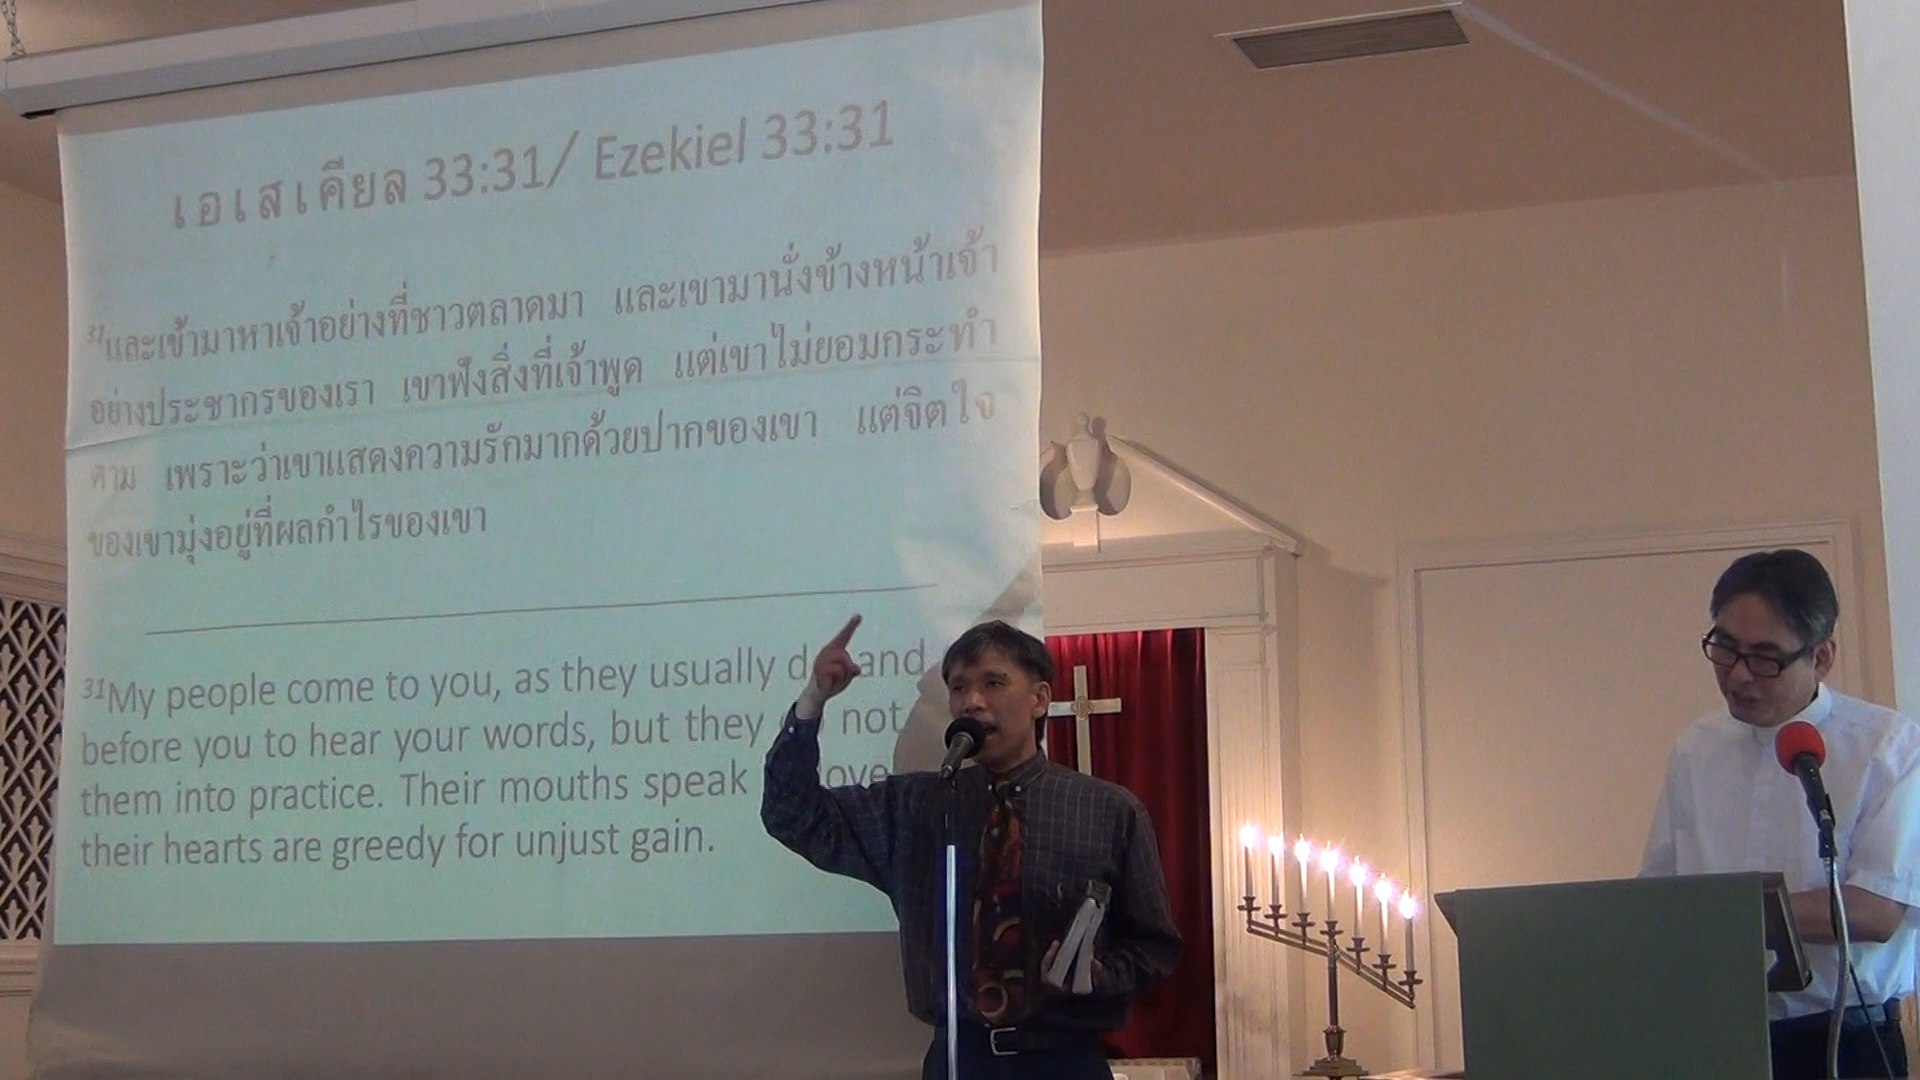 เอเสเคียล 33:31/ Ezekiel 33:31
31และเข้ามาหาเจ้าอย่างที่ชาวตลาดมา และเขามานั่งข้างหน้าเจ้า
อย่างประชากรของเรา เขาฟังสิ่งที่เจ้าพูด แต่เขาไม่ยอมกระทำ
ตาม เพราะว่าเขาแสดงความรักมากด้วยปากของเขา แต่จิตใจ
ของเขามุ่งอยู่ที่ผลกำไรของเขา
31My people come to you, as they usually and
before you to hear your words, but they not
them into practice. Their mouths speak
their hearts are greedy for unjust gain.